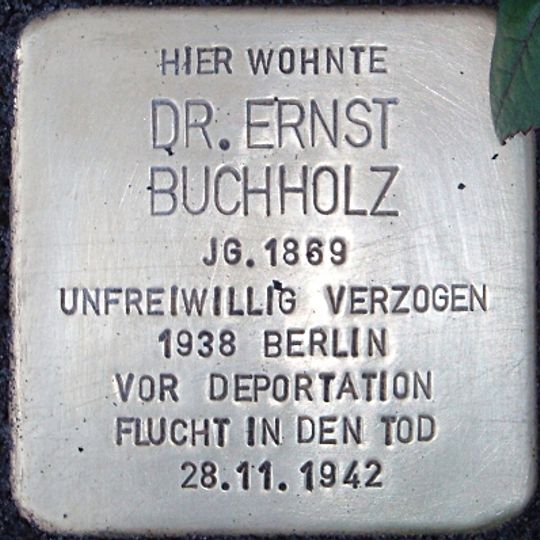 HIER WOHNTE
DR. ERNST
BUCHHOLZ
JG. 1869
UNFREIWILLIG VERZOGEN
1938 BERLIN
VOR DEPORTATION
FLUCHT IN DEN TOD
28.11.1942